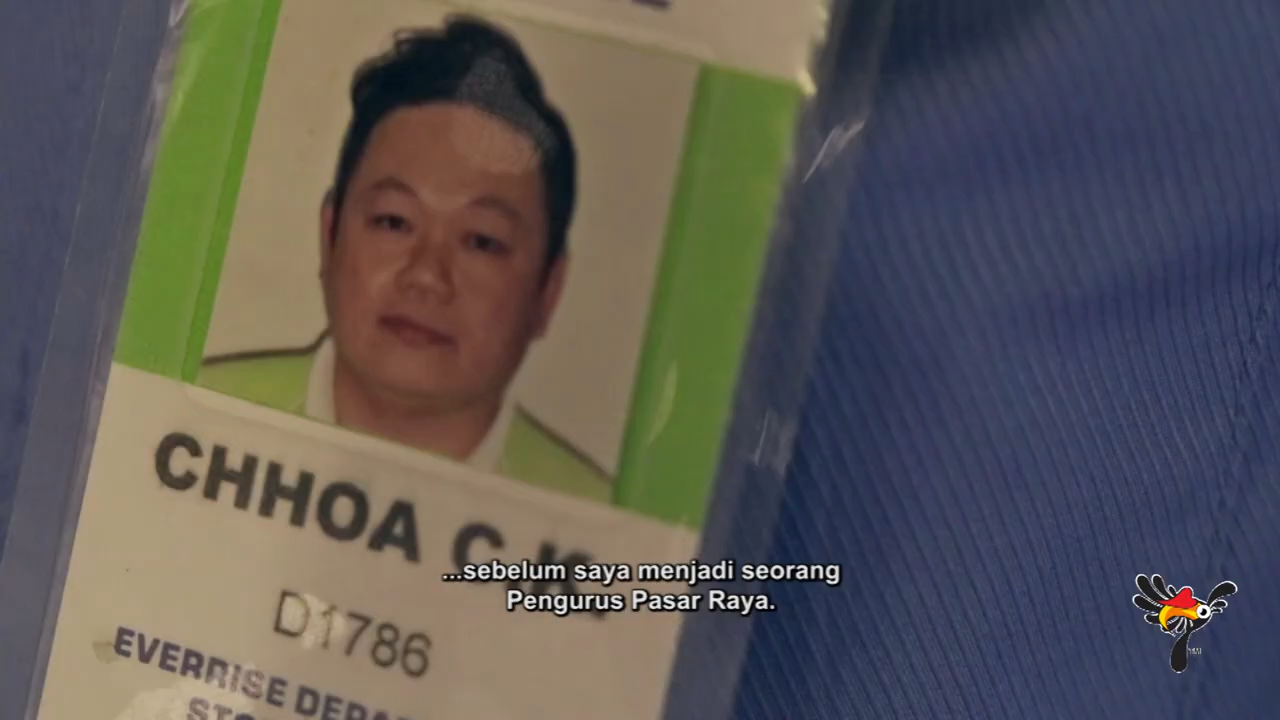 CHHOA C.K
D1786
EVERRISE
...sebelum saya menjadi seorang
Pengurus Pasar Raya.